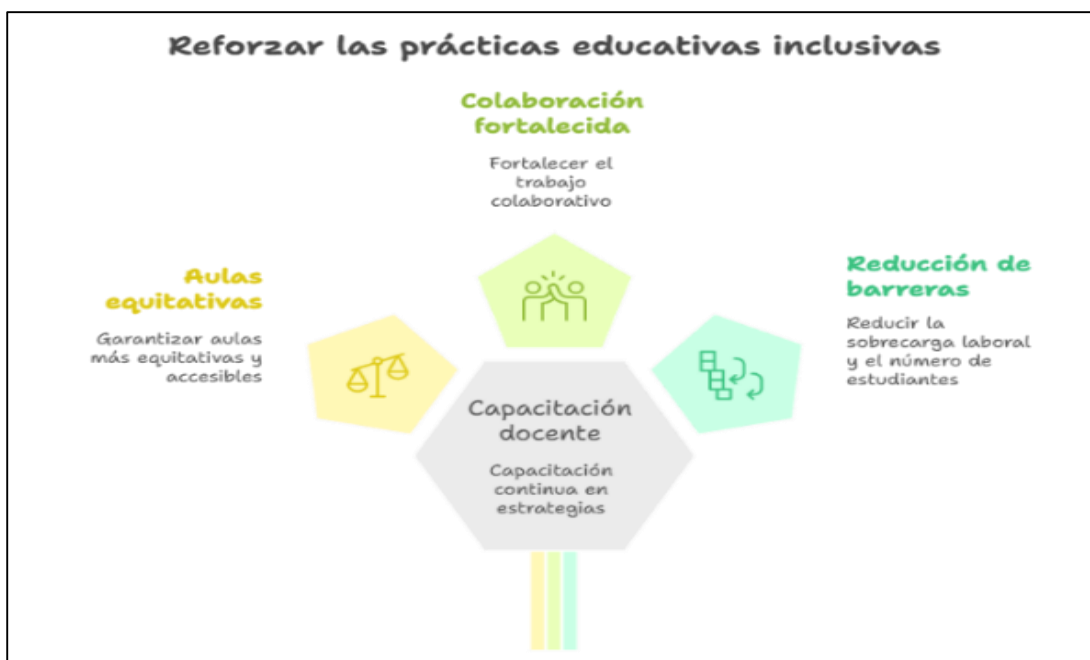 Reforzar las prácticas educativas inclusivas
Colaboración
fortalecida
Fortalecer el
trabajo
colaborativo
Aulas
equitativas
Garantizar aulas
más equitativas y
accesibles
Reducción de
barreras
Reducir la
sobrecarga laboral
y el número de
estudiantes
Capacitación
docente
Capacitación
continua en
estrategias